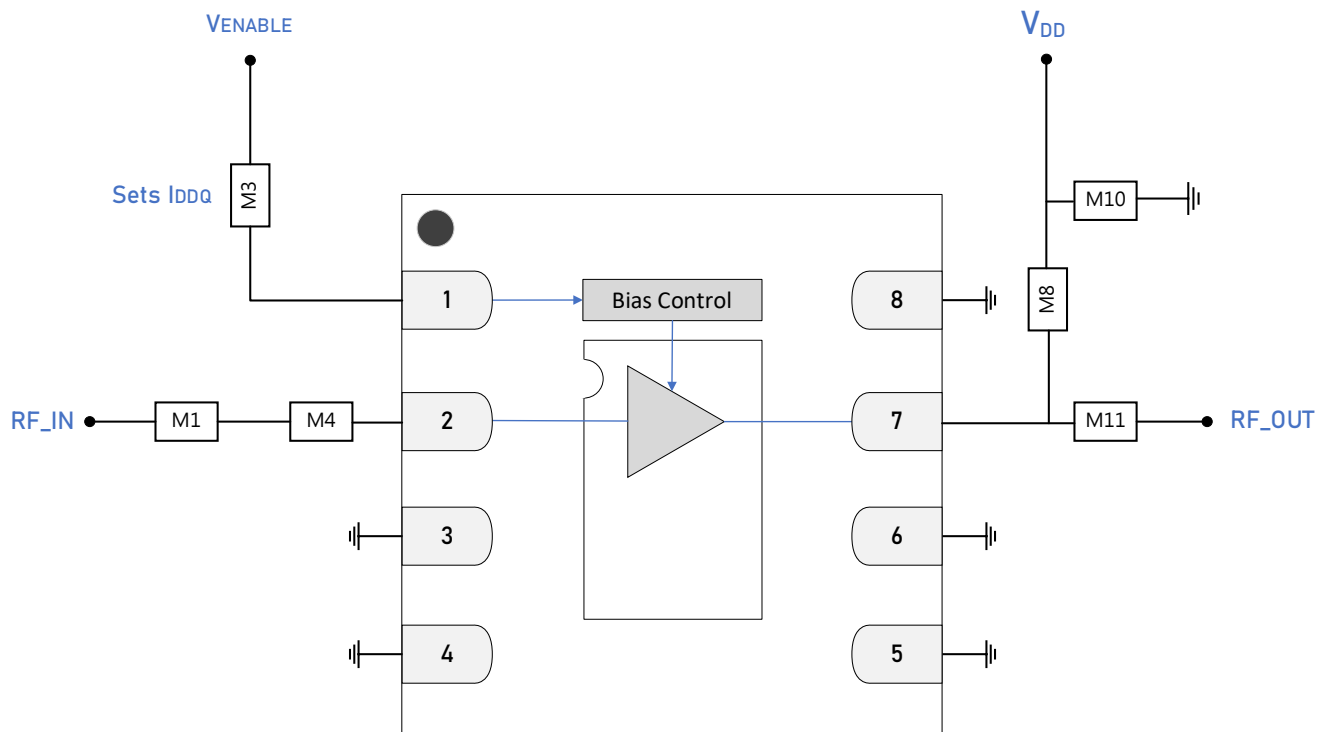 VENABLE
VDD
Sets IDDQ
M3
M10
1
Bias Control
8
M8
RF_IN
M1
M4
2
7
M11
RF_OUT
3
6
4
5